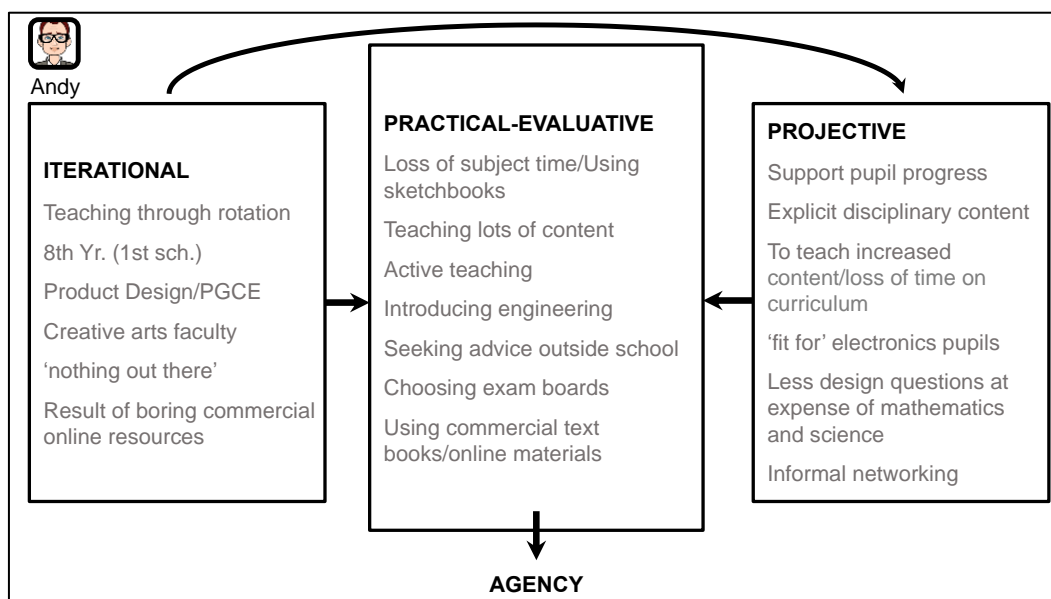 Andy
ITERATIONAL
Teaching through rotation
8th Yr. (1st sch.)
Product Design/PGCE
Creative arts faculty
‘nothing out there’
Result of boring commercial
online resources
PRACTICAL-EVALUATIVE
Loss of subject time/Using
sketchbooks
Teaching lots of content
Active teaching
Introducing engineering
Seeking advice outside school
Choosing exam boards
Using commercial text
books/online materials
PROJECTIVE
Support pupil progress
Explicit disciplinary content
To teach increased
content/loss of time on
curriculum
‘fit for’ electronics pupils
Less design questions at
expense of mathematics
and science
Informal networking
AGENCY